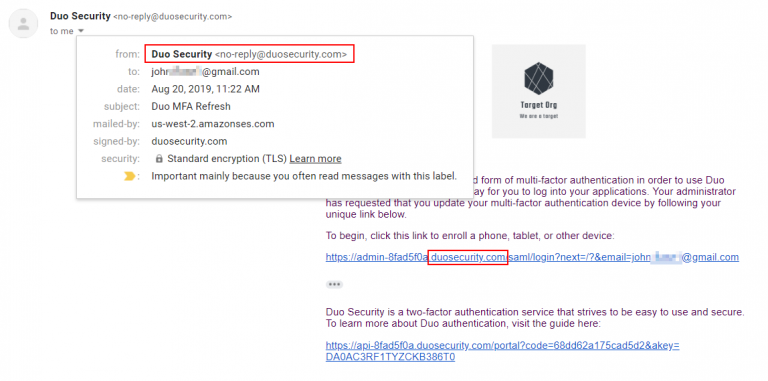 Duo Security <no-reply@duosecurity.com>
to me
from: Duo Security <no-reply@duosecurity.com>
to: john @gmail.com
date: Aug 20, 2019, 11:22 AM
subject: Duo MFA Refresh
mailed-by: us-west-2.amazonses.com
signed-by: duosecurity.com
security: Standard encryption (TLS) Learn more
: Important mainly because you often read messages with this label.
Target Org
We are a target
form of multi-factor authentication in order to use Duo
for you to log into your applications. Your administrator
has requested that you update your multi-factor authentication device by following your
unique link below.
To begin, click this link to enroll a phone, tablet, or other device:
https://admin-8fad5f0a.duosecurity.com/saml/login?next=/?&email=john @gmail.com
Duo Security is a two-factor authentication service that strives to be easy to use and secure.
To learn more about Duo authentication, visit the guide here:
https://api-8fad5f0a.duosecurity.com/portal?code=68dd62a175cad5d2&akey=
DA0AC3RF1TYZCKB386T0